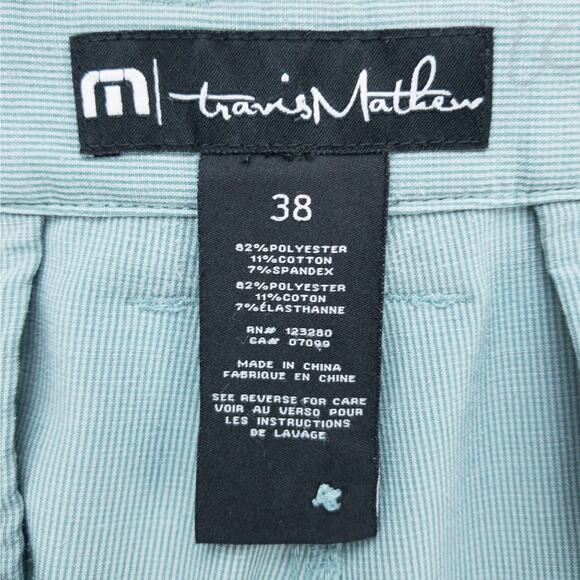 m | travisMathew
38
82%POLYESTER
11%COTTON
7%SPANDEX
82%POLYESTER
11%COTON
7%ÉLASTHANNE
RN# 123280
CA# 07099
MADE IN CHINA
FABRIQUE EN CHINE
SEE REVERSE FOR CARE
VOIR AU VERSO POUR
LES INSTRUCTIONS
DE LAVAGE